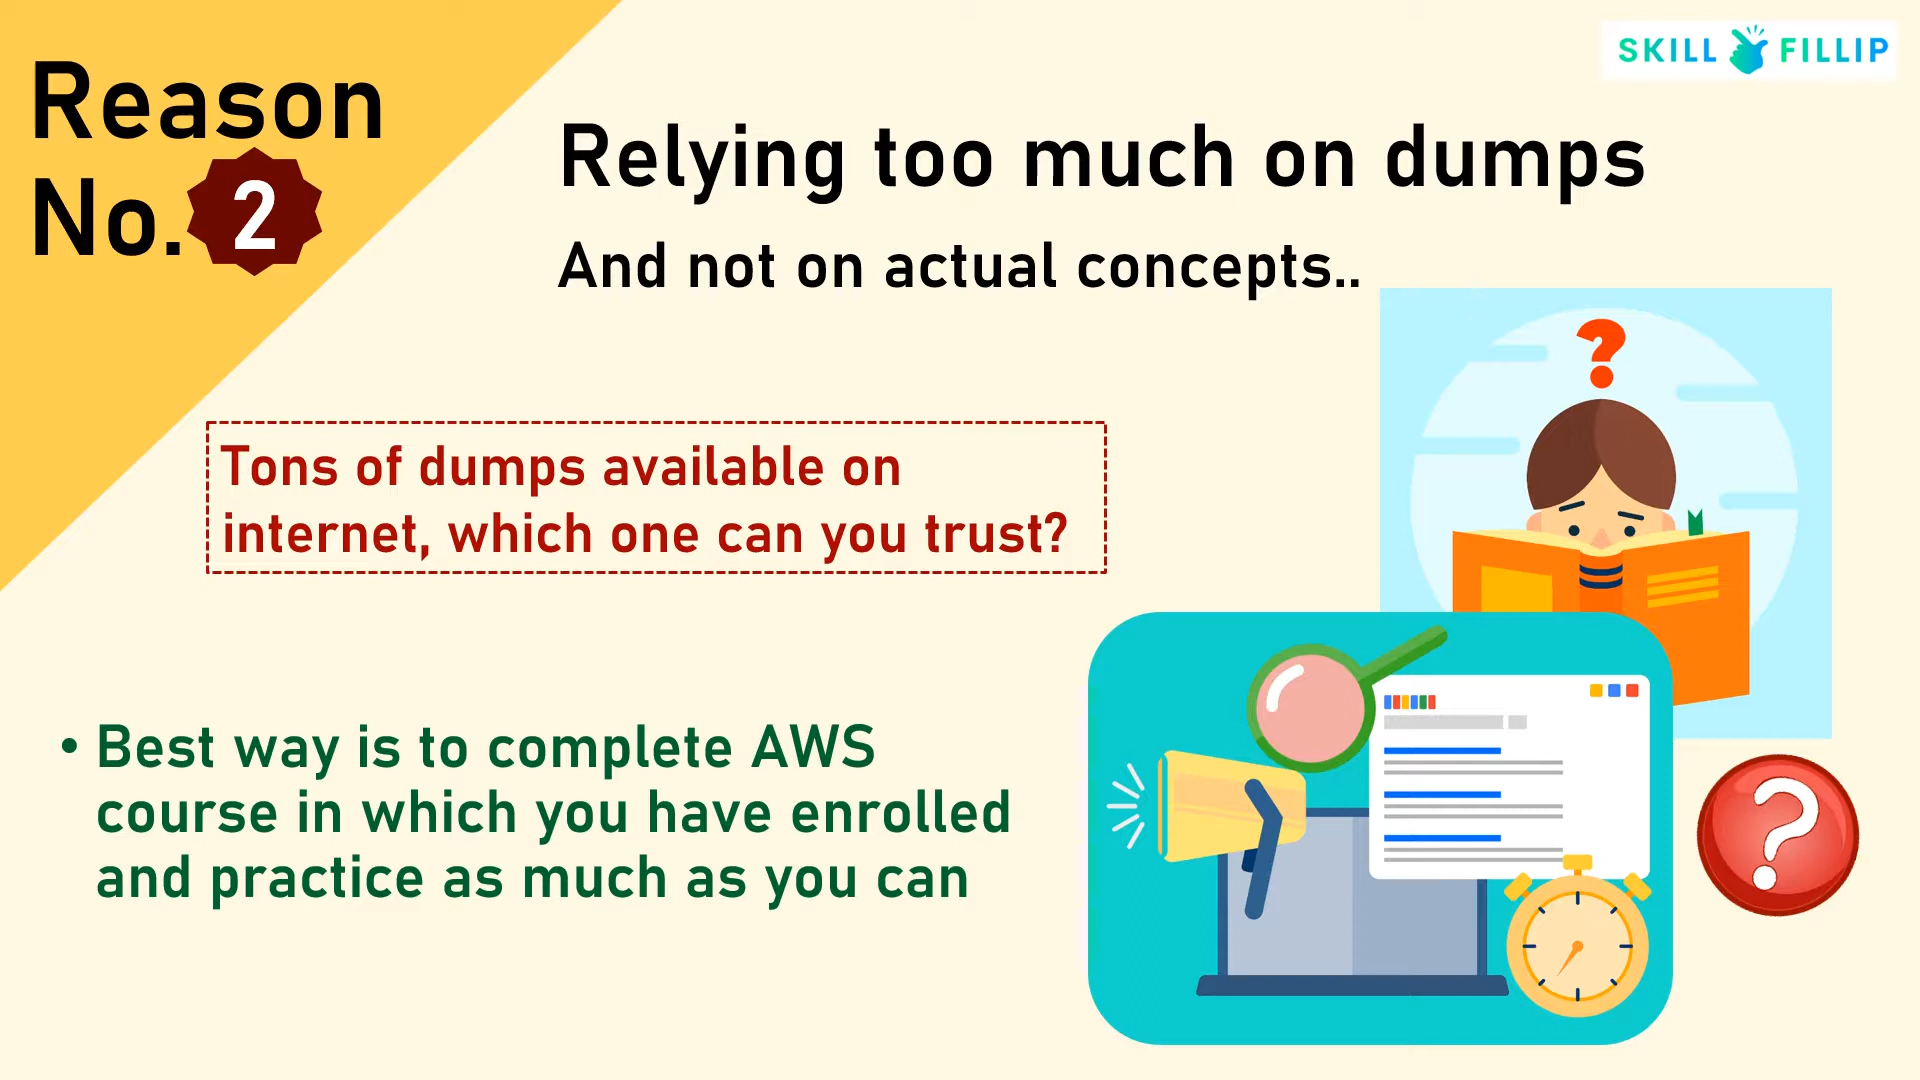 Reason
No. 2
SKILL FILLIP
Relying too much on dumps
And not on actual concepts..
Tons of dumps available on
internet, which one can you trust?
• Best way is to complete AWS
course in which you have enrolled
and practice as much as you can